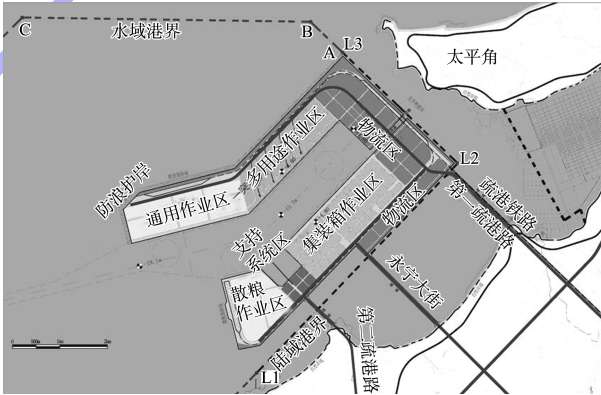 C
水域港界
B
L3
A
太平角
物流区
多用途作业区
L2
防浪护岸
通用作业区
集装箱作业区
物流区
疏港铁路
第一疏港路
支持
系统区
永宁大街
散粮
作业区
陆域港界
第二疏港路
L1